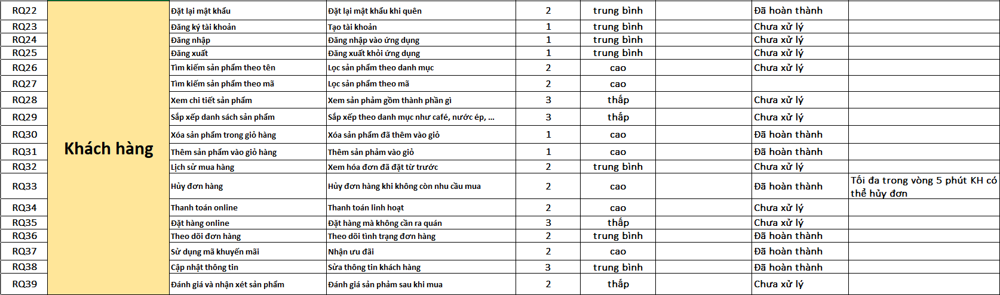 RQ22 Đặt lại mật khẩu Đặt lại mật khẩu khi quên 2 trung bình Đã hoàn thành
RQ23 Đăng ký tài khoản Tạo tài khoản 1 trung bình Chưa xử lý
RQ24 Đăng nhập Đăng nhập vào ứng dụng 1 trung bình Chưa xử lý
RQ25 Đăng xuất Đăng xuất khỏi ứng dụng 1 trung bình Chưa xử lý
RQ26 Tìm kiếm sản phẩm theo tên Lọc sản phẩm theo danh mục 2 cao Chưa xử lý
RQ27 Tìm kiếm sản phẩm theo mã Lọc sản phẩm theo mã 2 cao
RQ28 Xem chi tiết sản phẩm Xem sản phảm gồm thành phần gì 3 thấp Chưa xử lý
RQ29 Sắp xếp danh sách sản phẩm Sắp xếp theo danh mục như café, nước ép, ... 3 thấp Chưa xử lý
RQ30 Xóa sản phẩm trong giỏ hàng Xóa sản phẩm đã thêm vào giỏ 1 cao Đã hoàn thành
Khách hàng
RQ31 Thêm sản phẩm vào giỏ hàng Thêm sản phảm vào giỏ 1 cao Đã hoàn thành
RQ32 Lịch sử mua hàng Xem hóa đơn đã đặt từ trước 2 trung bình Chưa xử lý
RQ33 Hủy đơn hàng Hủy đơn hàng khi không còn nhu cầu mua 2 cao Đã hoàn thành Tối đa trong vòng 5 phút KH có
thể hủy đơn
RQ34 Thanh toán online Thanh toán linh hoạt 2 cao Chưa xử lý
RQ35 Đặt hàng online Đặt hàng mà không cần ra quán 3 thấp Chưa xử lý
RQ36 Theo dõi đơn hàng Theo dõi tình trạng đơn hàng 2 trung bình Đã hoàn thành
RQ37 Sử dụng mã khuyến mãi Nhận ưu đãi 2 cao Đã hoàn thành
RQ38 Cập nhật thông tin Sửa thông tin khách hàng 3 trung bình Đã hoàn thành
RQ39 Đánh giá và nhận xét sản phẩm Đánh giá sản phảm sau khi mua 2 thấp Chưa xử lý